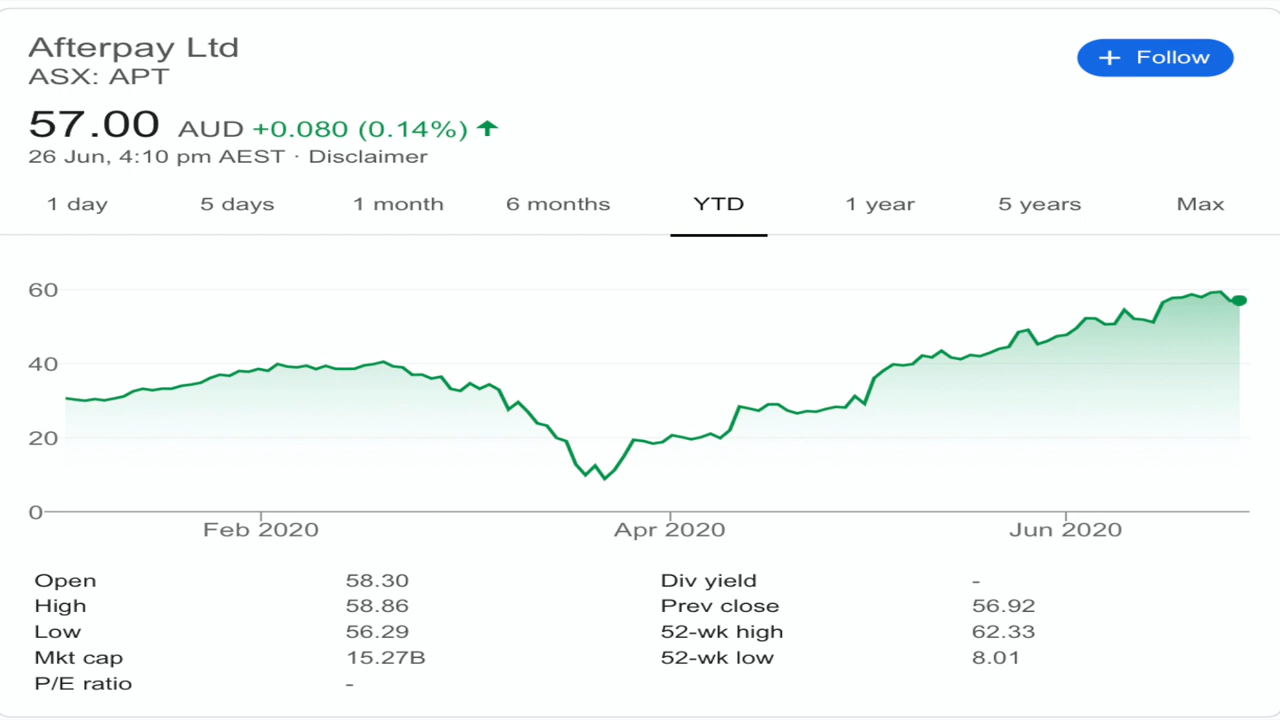 Afterpay Ltd
ASX: APT
+ Follow
57.00 AUD +0.080 (0.14%) ↑
26 Jun, 4:10 pm AEST · Disclaimer
1 day 5 days 1 month 6 months YTD 1 year 5 years Max
60
40
20
0
Feb 2020 Apr 2020 Jun 2020
Open 58.30 Div yield -
High 58.86 Prev close 56.92
Low 56.29 52-wk high 62.33
Mkt cap 15.27B 52-wk low 8.01
P/E ratio -